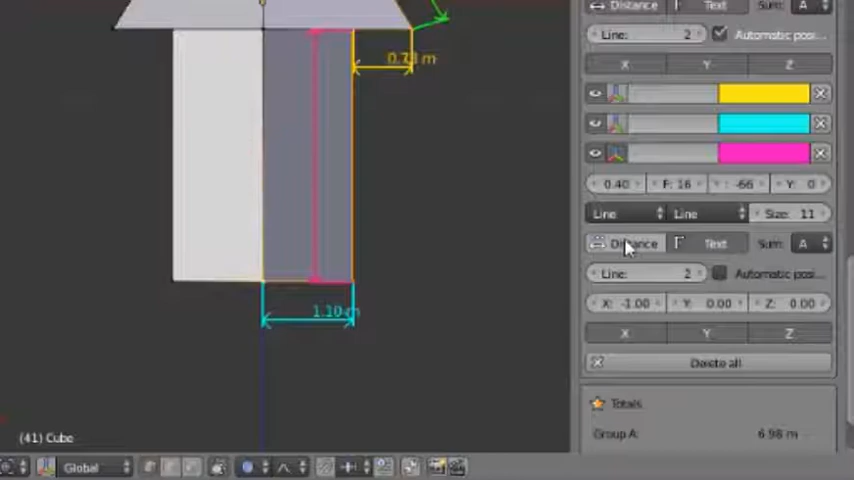 Distance Text Sum: A
Line: 2 Automatic posi...
X Y Z
0.73 m
0.40 F: 16 : -66 Y: 0
Line Line Size: 11
Distance Text Sum: A
Line: 2 Automatic posi...
X: -1.00 Y: 0.00 Z: 0.00
1.10 m
X Y Z
Delete all
Totals
Group A: 6.98 m
(41) Cube
Global